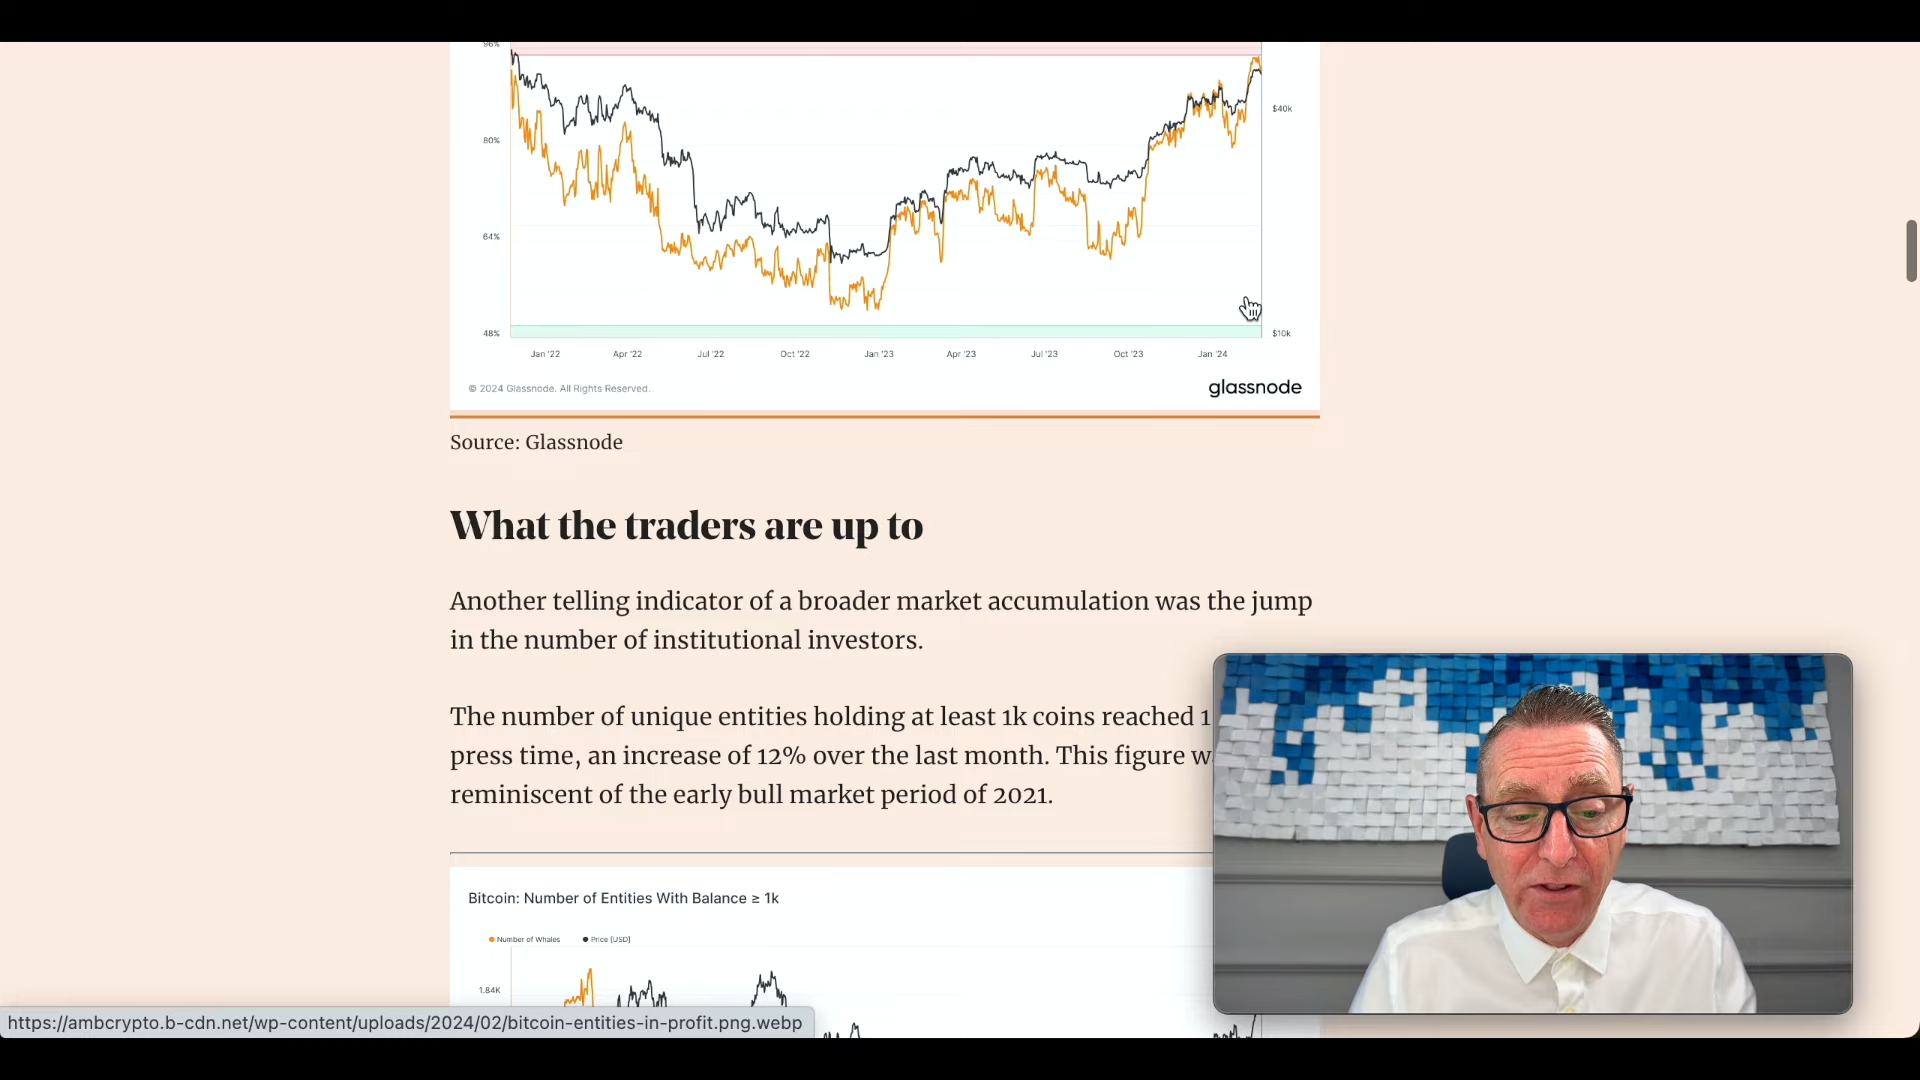 96%
$40k
80%
64%
48%
$10k
Jan '22 Apr '22 Jul '22 Oct '22 Jan '23 Apr '23 Jul '23 Oct '23 Jan '24
© 2024 Glassnode. All Rights Reserved.
glassnode
Source: Glassnode
What the traders are up to
Another telling indicator of a broader market accumulation was the jump
in the number of institutional investors.
The number of unique entities holding at least 1k coins reached 1
press time, an increase of 12% over the last month. This figure w
reminiscent of the early bull market period of 2021.
Bitcoin: Number of Entities With Balance ≥ 1k
Number of Whales Price [USD]
1.84K
https://ambcrypto.b-cdn.net/wp-content/uploads/2024/02/bitcoin-entities-in-profit.png.webp